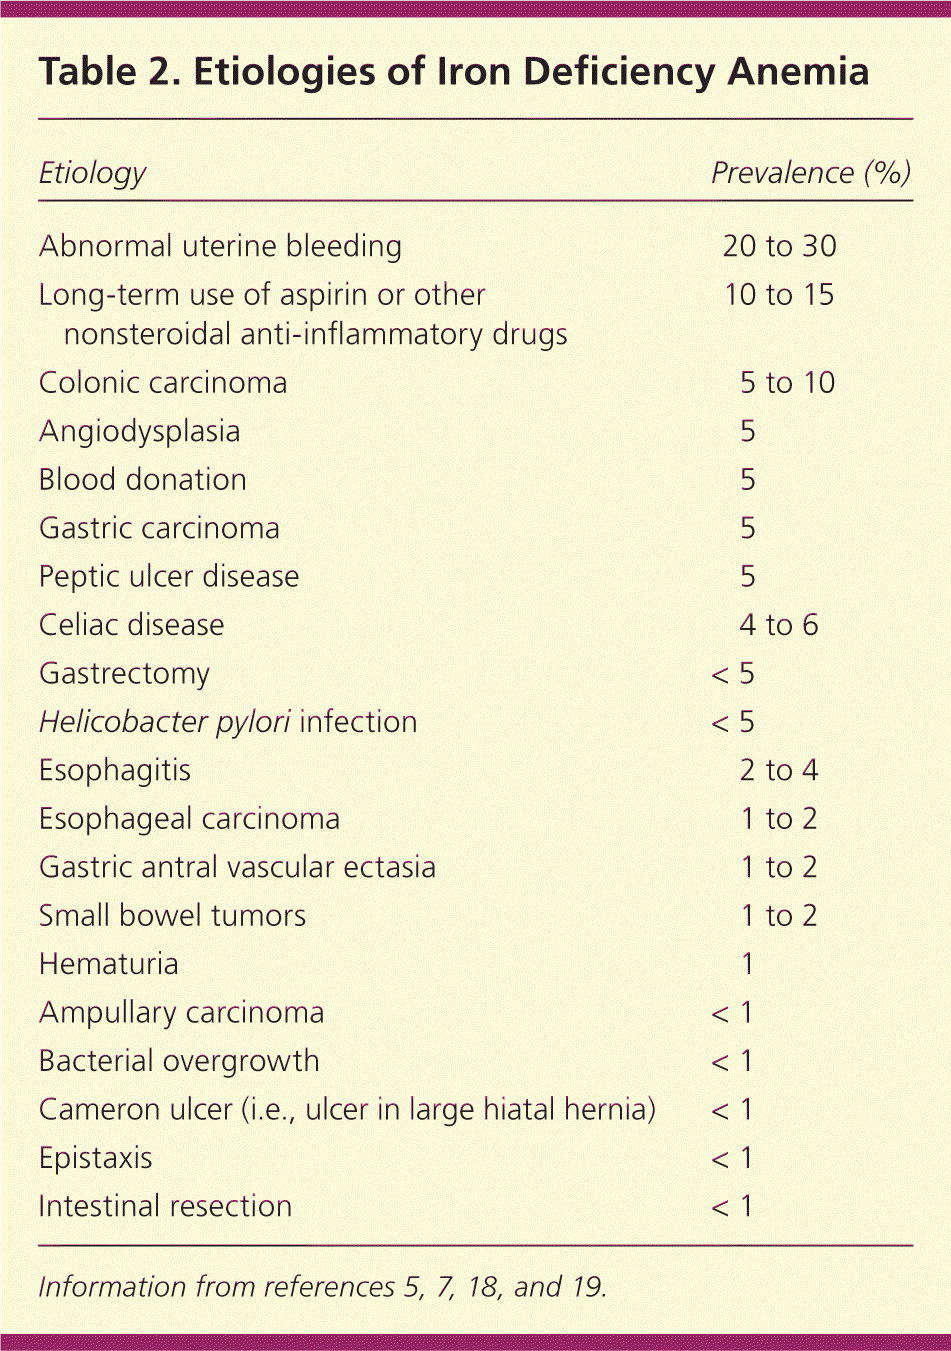 Table 2. Etiologies of Iron Deficiency Anemia
Etiology Prevalence (%)
Abnormal uterine bleeding 20 to 30
Long-term use of aspirin or other 10 to 15
nonsteroidal anti-inflammatory drugs
Colonic carcinoma 5 to 10
Angiodysplasia 5
Blood donation 5
Gastric carcinoma 5
Peptic ulcer disease 5
Celiac disease 4 to 6
Gastrectomy < 5
Helicobacter pylori infection < 5
Esophagitis 2 to 4
Esophageal carcinoma 1 to 2
Gastric antral vascular ectasia 1 to 2
Small bowel tumors 1 to 2
Hematuria 1
Ampullary carcinoma < 1
Bacterial overgrowth < 1
Cameron ulcer (i.e., ulcer in large hiatal hernia) < 1
Epistaxis < 1
Intestinal resection < 1
Information from references 5, 7, 18, and 19.